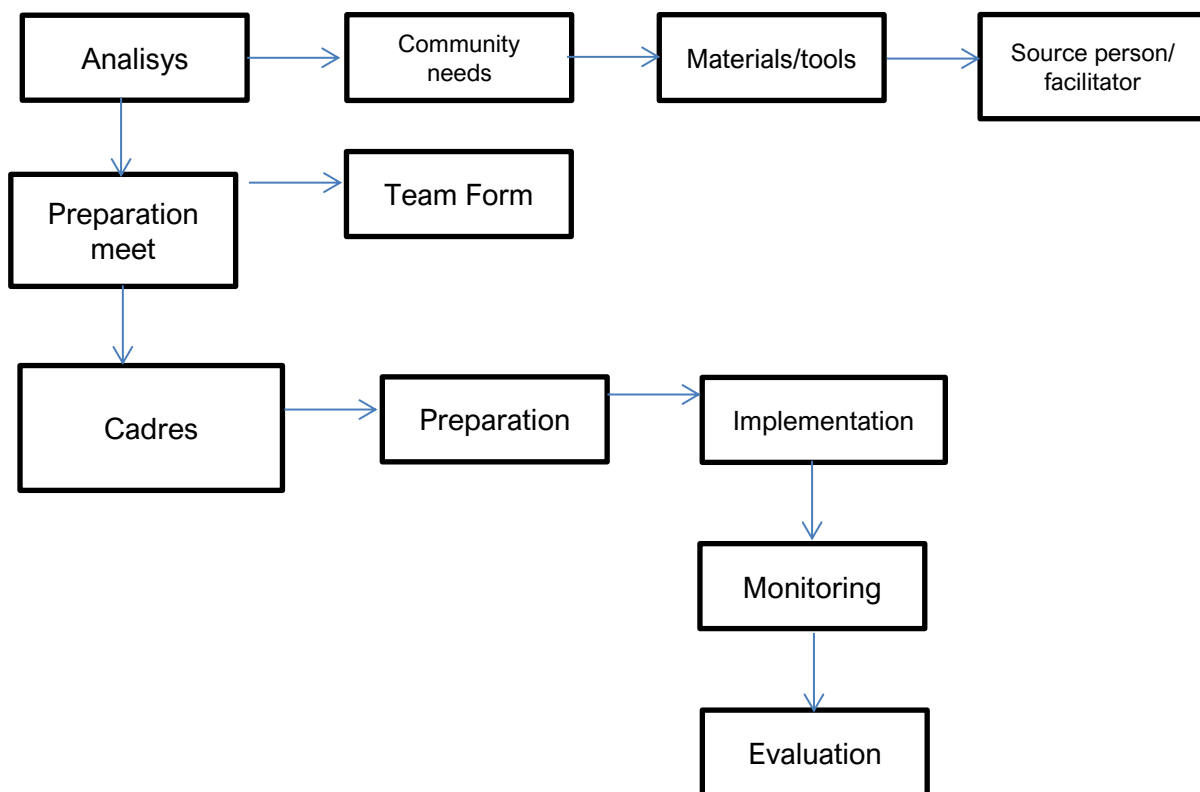 Analisys
Community
needs
Materials/tools
Source person/
facilitator
Preparation
meet
Team Form
Cadres
Preparation
Implementation
Monitoring
Evaluation